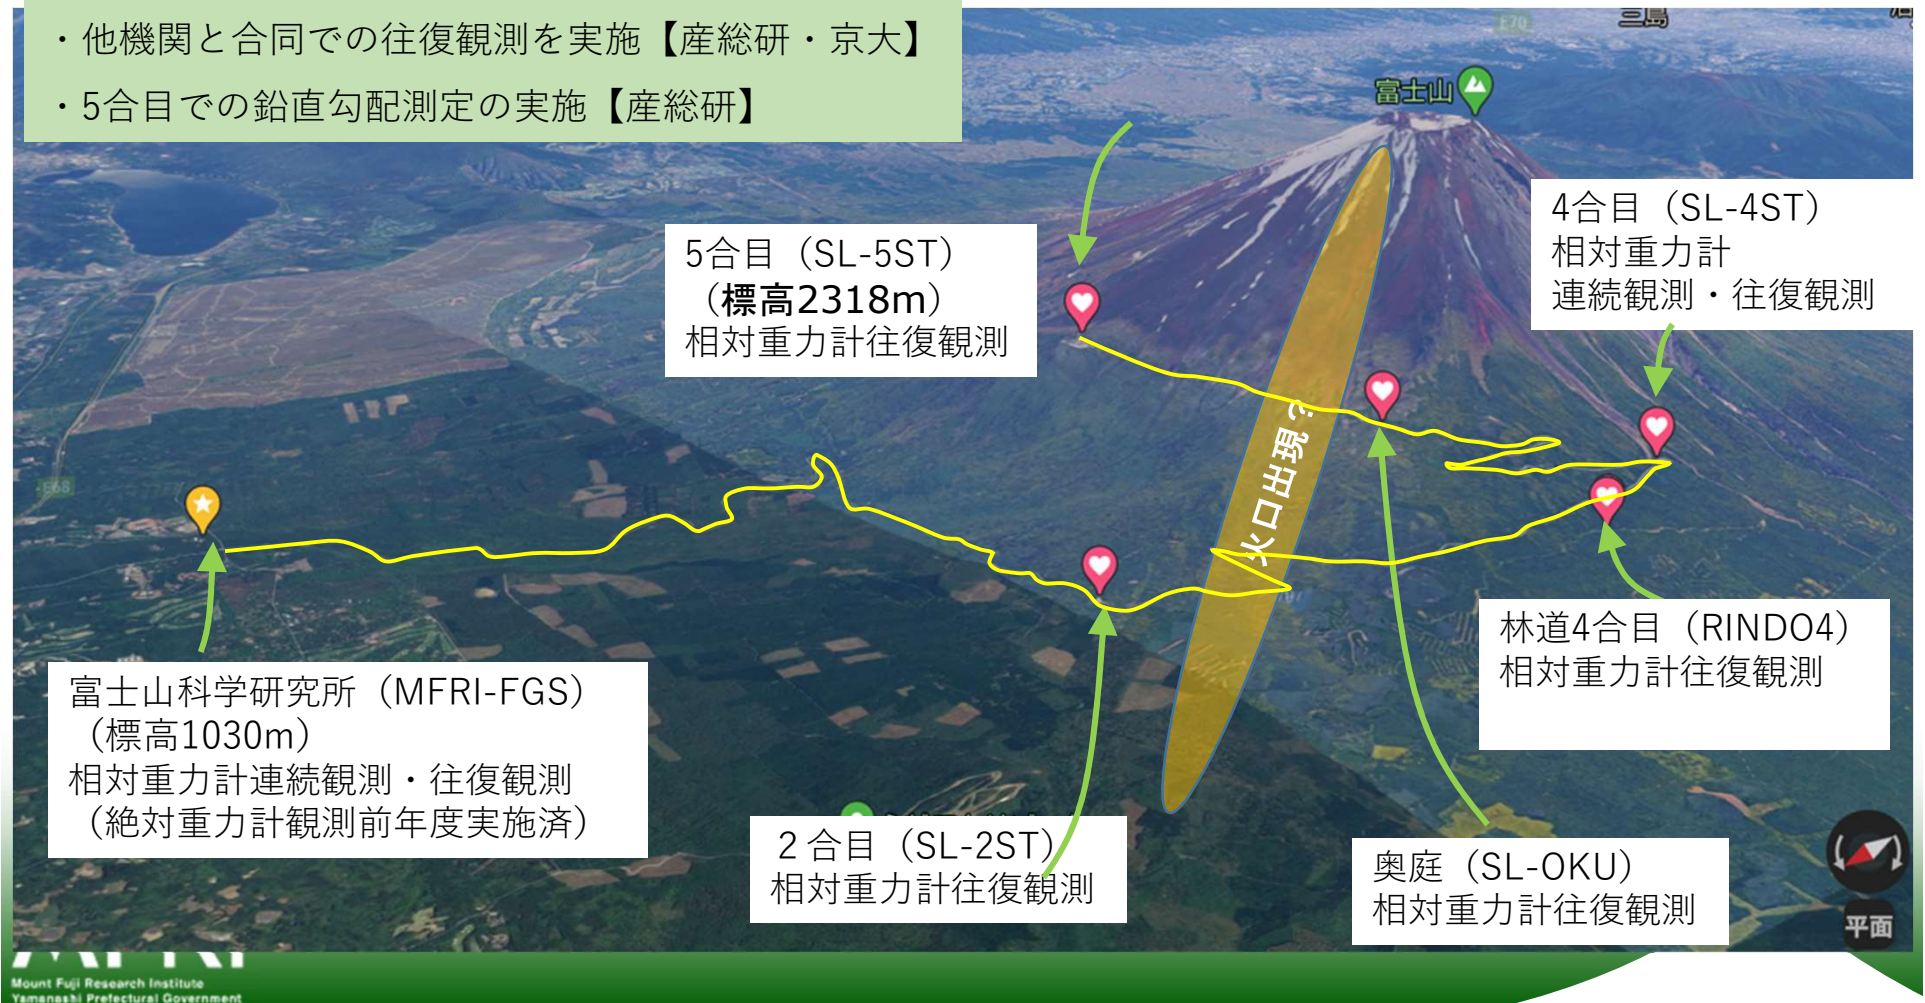 ・他機関と合同での往復観測を実施【産総研・京大】
・5合目での鉛直勾配測定の実施【産総研】
E70
三島
富士山
4合目（SL-4ST）
相対重力計
連続観測・往復観測
5合目（SL-5ST）
（標高2318m）
相対重力計往復観測
火口出現？
E68
林道4合目（RINDO4）
相対重力計往復観測
富士山科学研究所（MFRI-FGS）
（標高1030m）
相対重力計連続観測・往復観測
（絶対重力計観測前年度実施済）
２合目（SL-2ST）
相対重力計往復観測
奥庭（SL-OKU）
相対重力計往復観測
平面
MFRI
Mount Fuji Research Institute
Yamanashi Prefectural Government